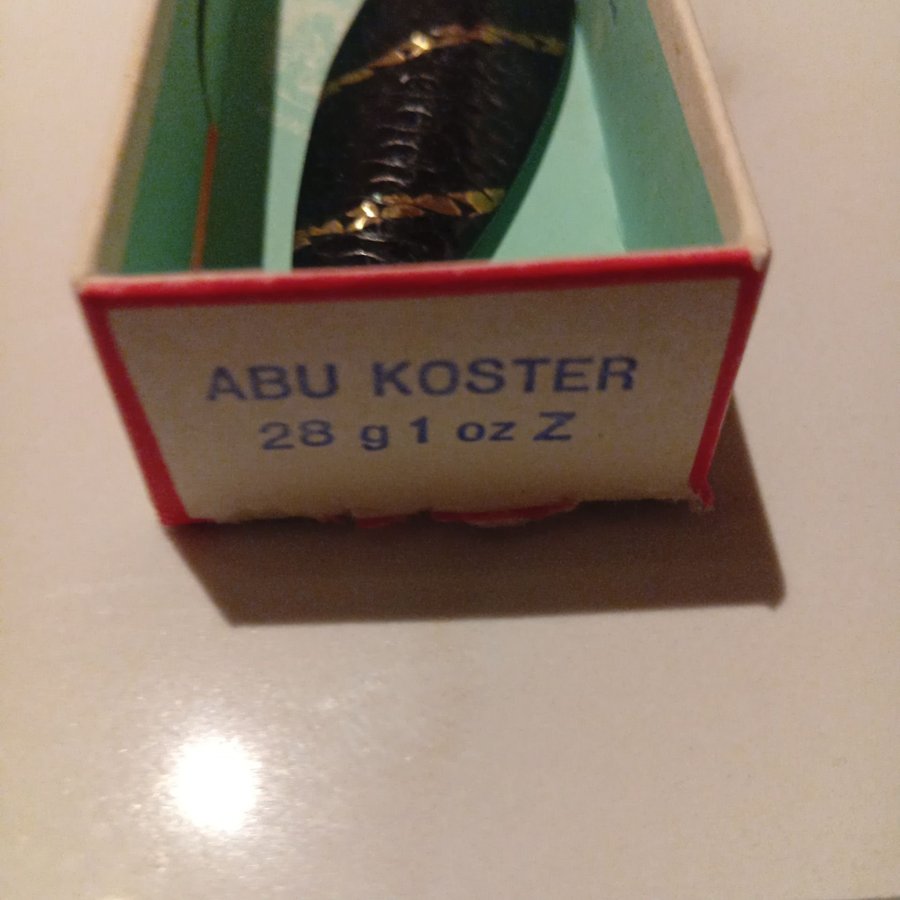 ABU KOSTER
28 g 1 oz Z